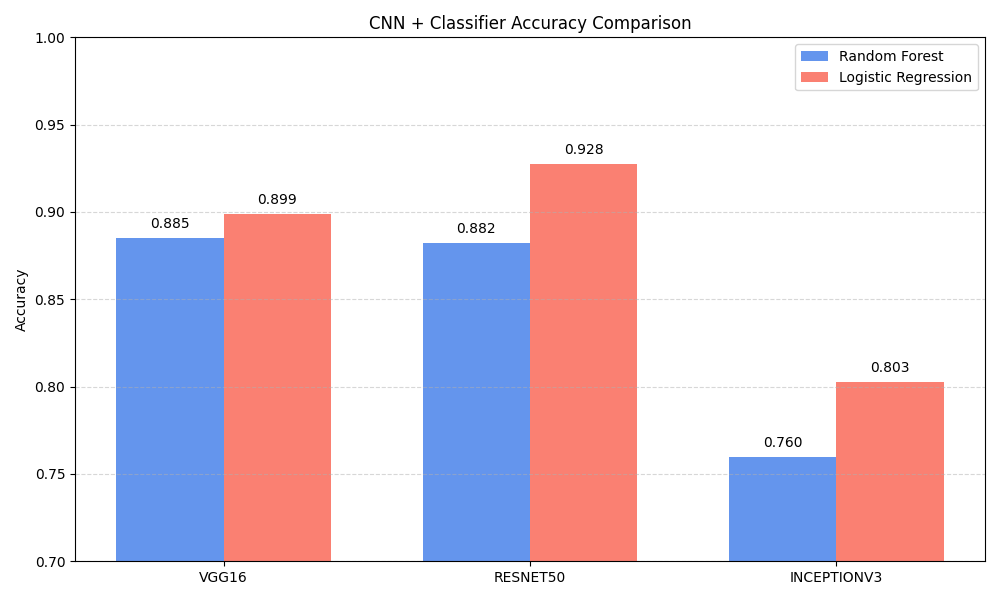 CNN + Classifier Accuracy Comparison
Random Forest
Logistic Regression
Accuracy
1.00
0.95
0.90
0.85
0.80
0.75
0.70
0.885
0.899
0.882
0.928
0.760
0.803
VGG16
RESNET50
INCEPTIONV3